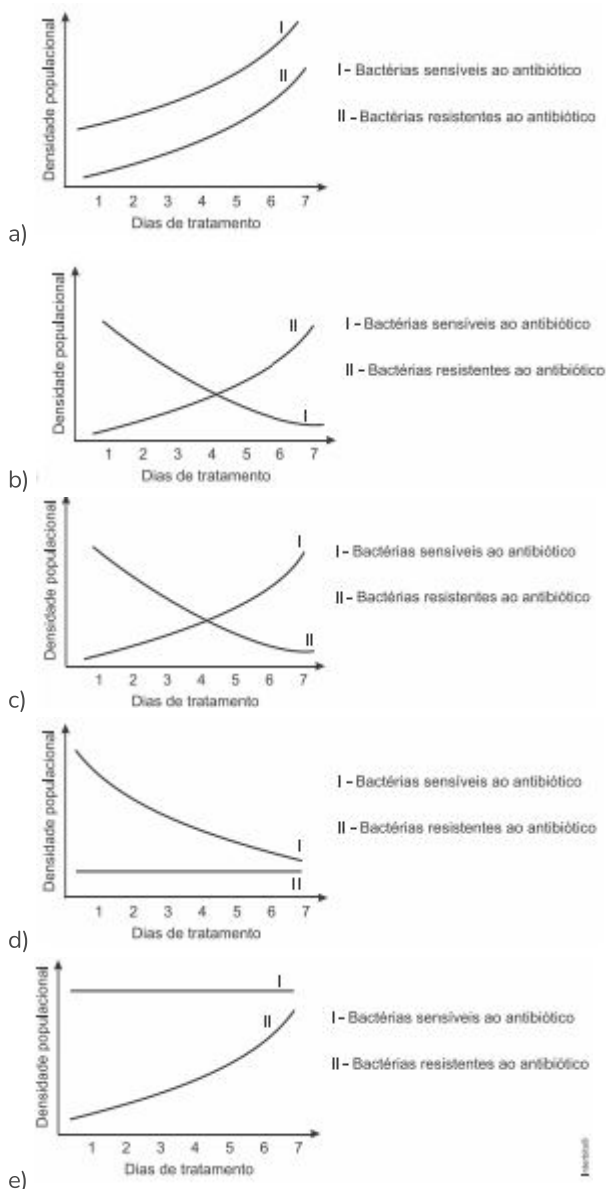 Densidade populacional
I
II
I - Bactérias sensíveis ao antibiótico
II - Bactérias resistentes ao antibiótico
1 2 3 4 5 6 7
Dias de tratamento
a)
Densidade populacional
II
I
I - Bactérias sensíveis ao antibiótico
II - Bactérias resistentes ao antibiótico
1 2 3 4 5 6 7
Dias de tratamento
b)
Densidade populacional
I
II
I - Bactérias sensíveis ao antibiótico
II - Bactérias resistentes ao antibiótico
1 2 3 4 5 6 7
Dias de tratamento
c)
Densidade populacional
I
II
I - Bactérias sensíveis ao antibiótico
II - Bactérias resistentes ao antibiótico
1 2 3 4 5 6 7
Dias de tratamento
d)
Densidade populacional
I
II
I - Bactérias sensíveis ao antibiótico
II - Bactérias resistentes ao antibiótico
1 2 3 4 5 6 7
Dias de tratamento
e)